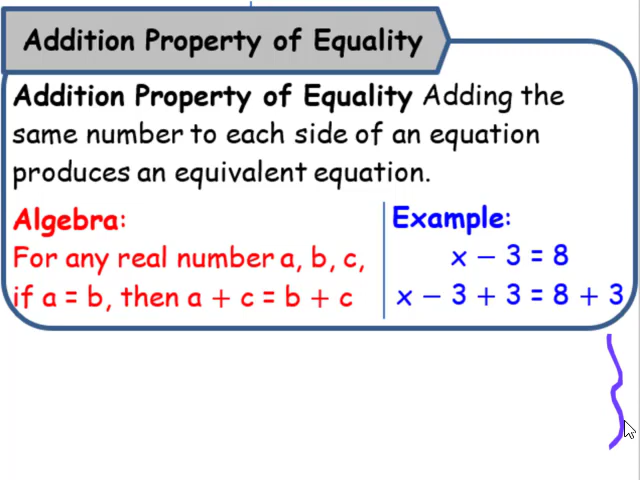 Addition Property of Equality
Addition Property of Equality Adding the
same number to each side of an equation
produces an equivalent equation.
Algebra:
For any real number a, b, c,
if a = b, then a + c = b + c
Example:
x − 3 = 8
x − 3 + 3 = 8 + 3